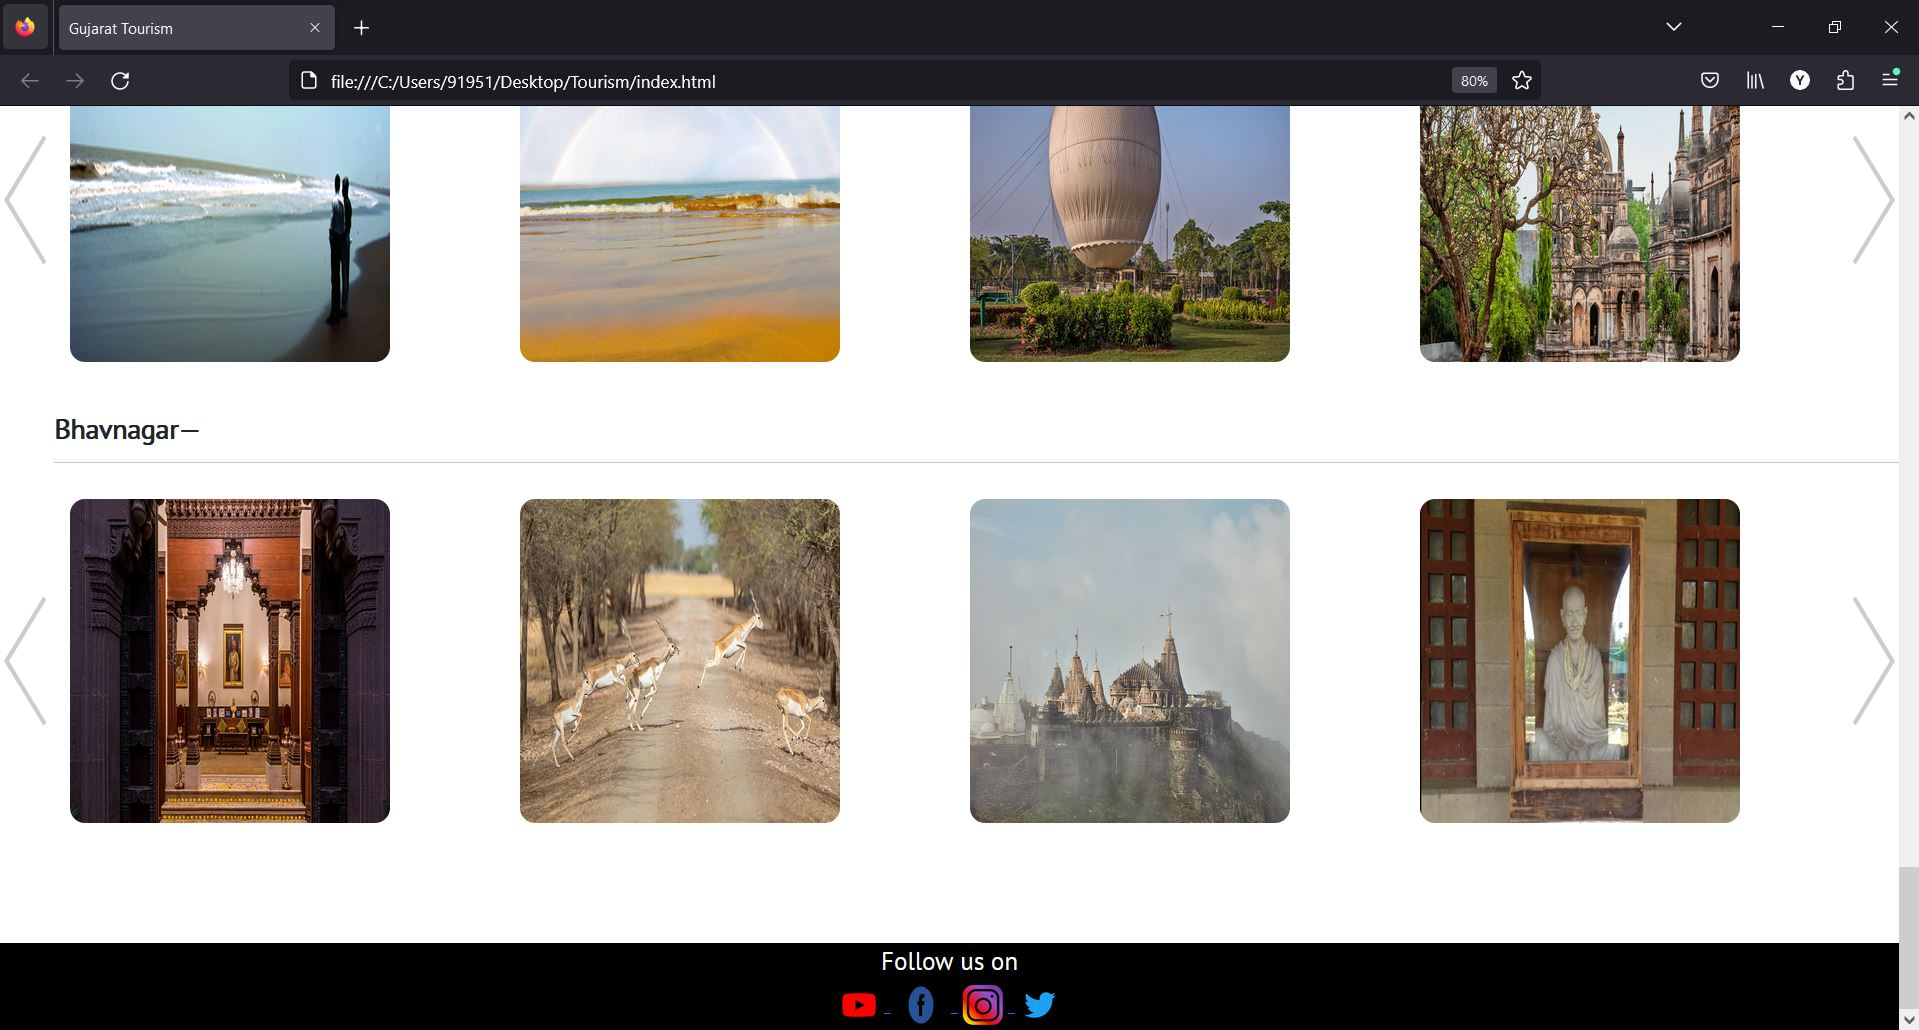 Gujarat Tourism
file:///C:/Users/91951/Desktop/Tourism/index.html
80%
Y
Bhavnagar—
Follow us on